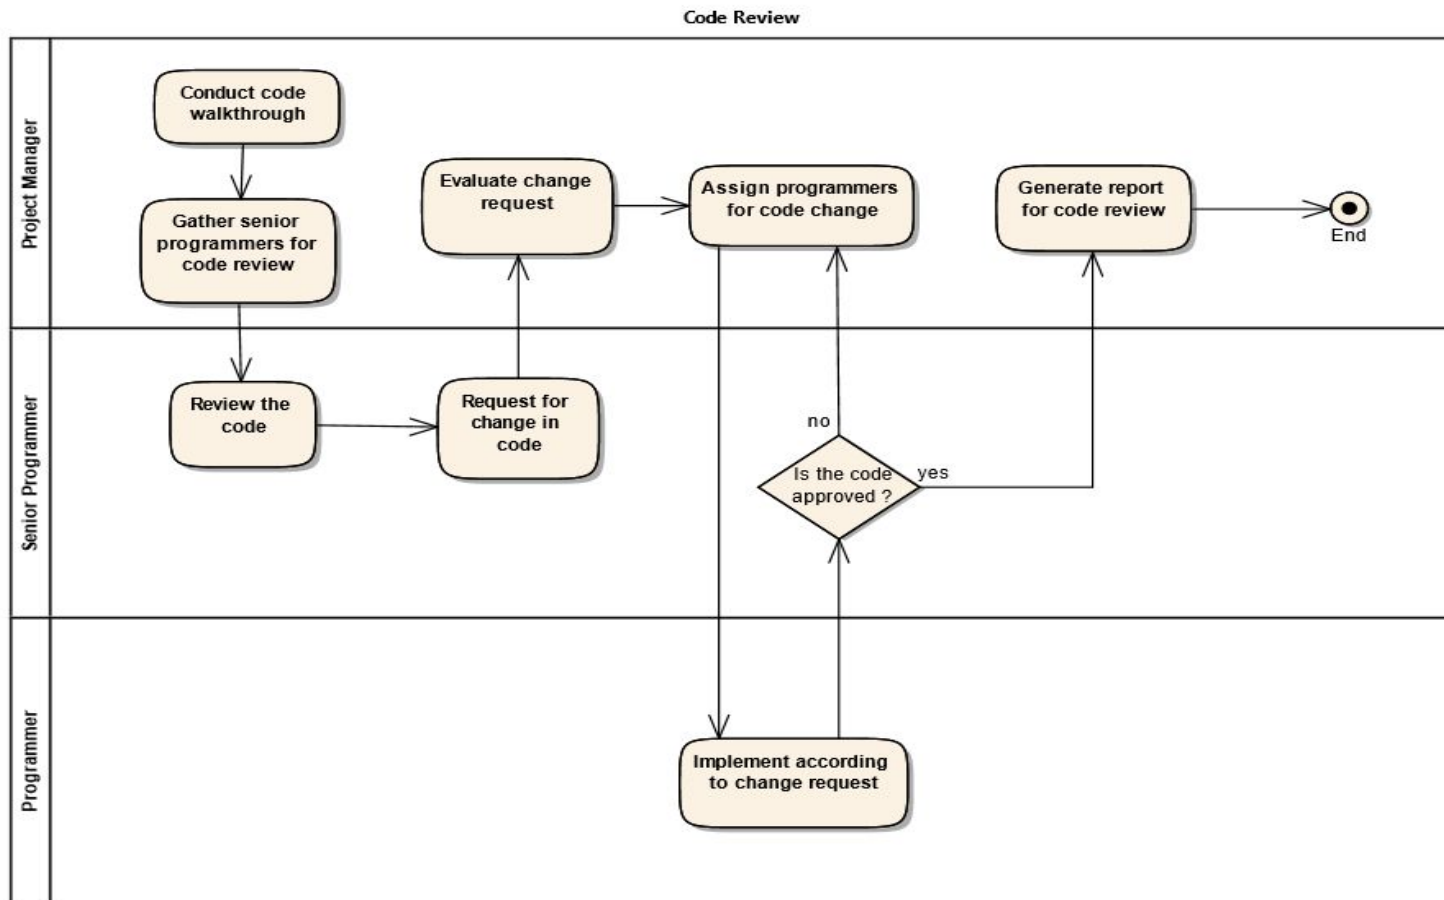 Code Review
Project Manager
Conduct code
walkthrough
Gather senior
programmers for
code review
Evaluate change
request
Assign programmers
for code change
Generate report
for code review
End
Senior Programmer
Review the
code
Request for
change in
code
no
Is the code
approved ?
yes
Programmer
Implement according
to change request